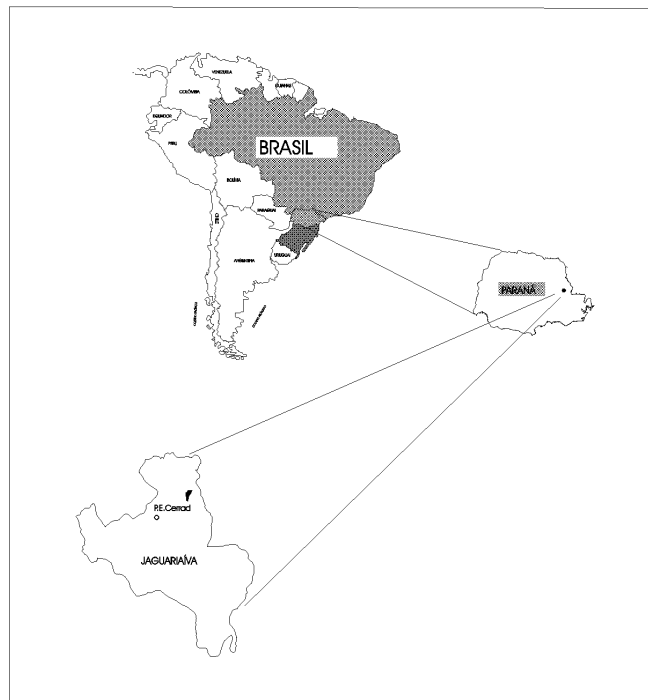 VENEZUELA
GUIANAS
COLÔMBIA
EQUADOR
PERU
BRASIL
BOLÍVIA
PARAGUAI
CHILE
URUGUAI
ARGENTINA
PARANÁ
P.E.Cerrad
JAGUARIAÍVA